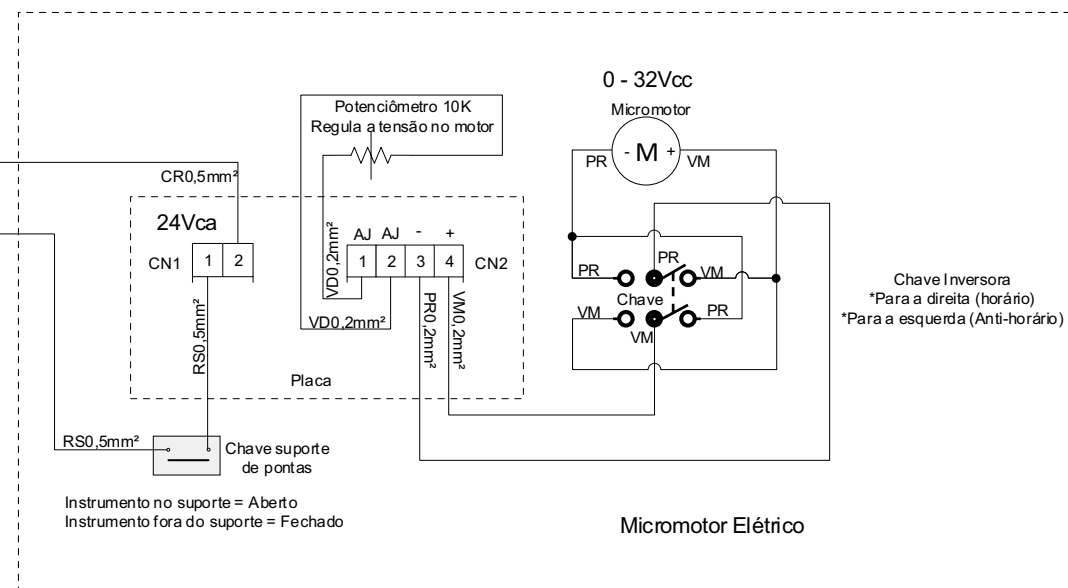 0 - 32Vcc
Micromotor
- M +
PR
VM
Potenciômetro 10K
Regula a tensão no motor
CR0,5mm²
24Vca
CN1
1 2
RS0,5mm²
VD0,2mm²
VD0,2mm²
AJ AJ - +
1 2 3 4
CN2
PR0,2mm²
VM0,2mm²
Placa
PR
PR
VM
Chave
VM
PR
VM
Chave Inversora
*Para a direita (horário)
*Para a esquerda (Anti-horário)
RS0,5mm²
Chave suporte
de pontas
Instrumento no suporte = Aberto
Instrumento fora do suporte = Fechado
Micromotor Elétrico